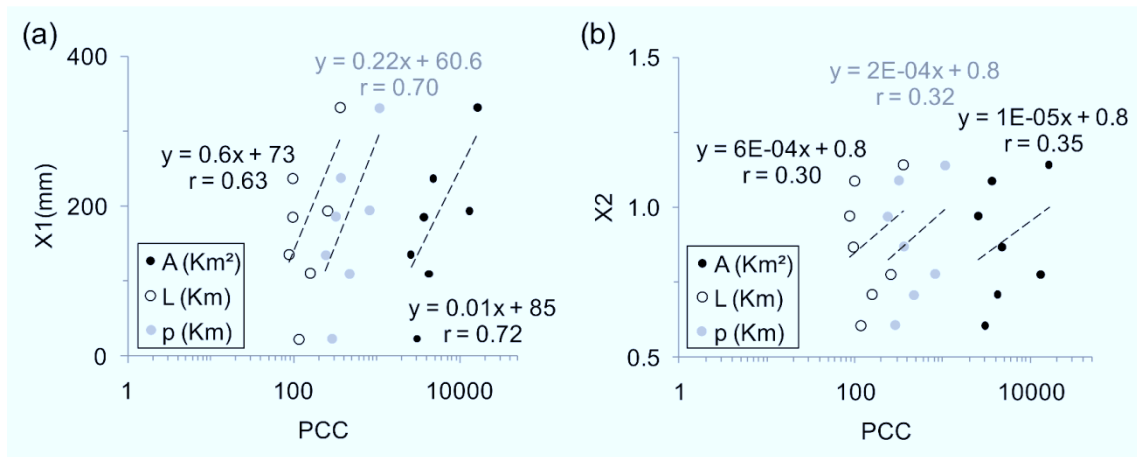 (a)
400
y = 0.22x + 60.6
r = 0.70
y = 0.6x + 73
r = 0.63
200
X1(mm)
A (Km²)
L (Km)
p (Km)
y = 0.01x + 85
r = 0.72
0
1
100
10000
PCC
(b)
1.5
y = 2E-04x + 0.8
r = 0.32
y = 1E-05x + 0.8
r = 0.35
y = 6E-04x + 0.8
r = 0.30
1.0
X2
A (Km²)
L (Km)
p (Km)
0.5
1
100
10000
PCC